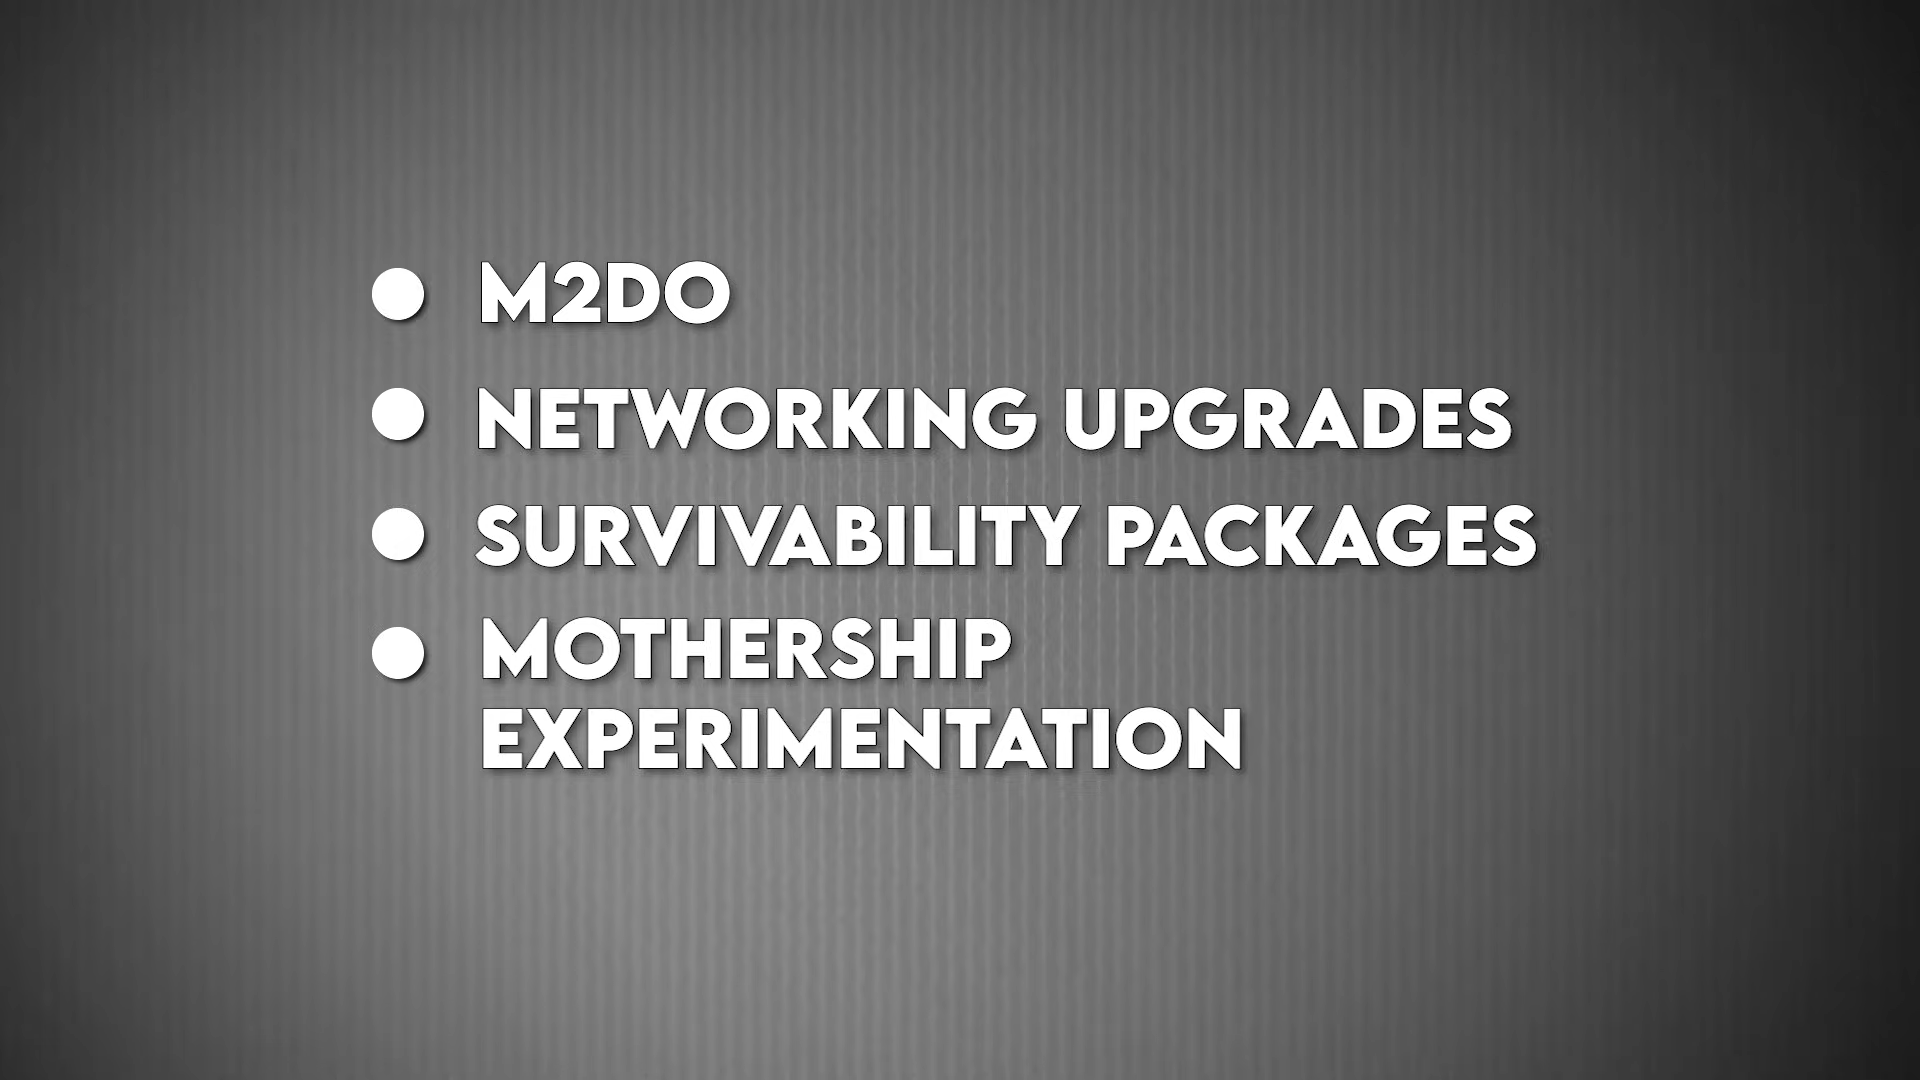 M2DO
NETWORKING UPGRADES
SURVIVABILITY PACKAGES
MOTHERSHIP
EXPERIMENTATION